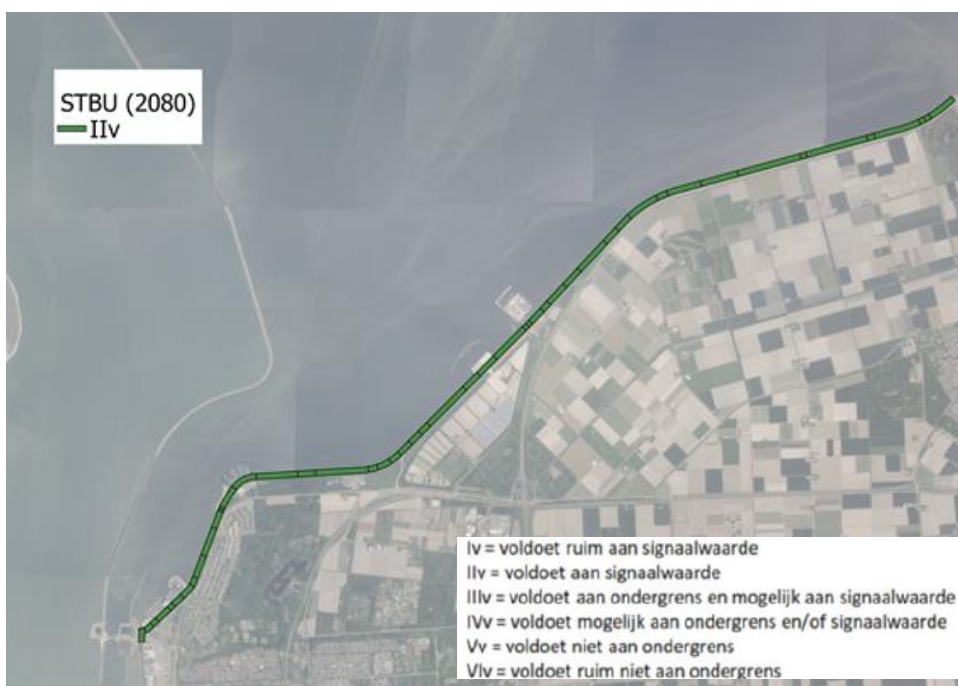 STBU (2080)
IIv
Iv = voldoet ruim aan signaalwaarde
IIv = voldoet aan signaalwaarde
IIIv = voldoet aan ondergrens en mogelijk aan signaalwaarde
IVv = voldoet mogelijk aan ondergrens en/of signaalwaarde
Vv = voldoet niet aan ondergrens
VIv = voldoet ruim niet aan ondergrens